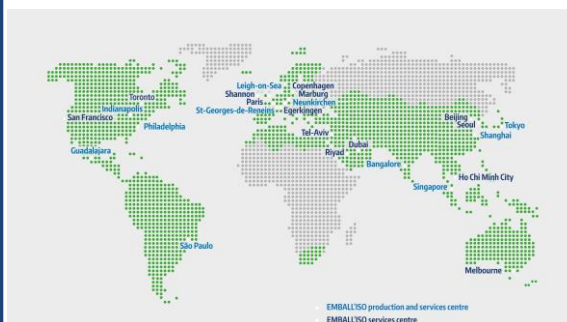 Leigh-on-Sea
Copenhagen
Shannon
Marburg
Toronto
Paris
Neunkirchen
Indianapolis
St-Georges-de-Reneins
Egerkingen
San Francisco
Beijing
Philadelphia
Seoul
Tokyo
Tel-Aviv
Shanghai
Dubai
Guadalajara
Riyad
Bangalore
Ho Chi Minh City
Singapore
São Paulo
Melbourne
EMBALL'ISO production and services centre
EMBALL'ISO services centre